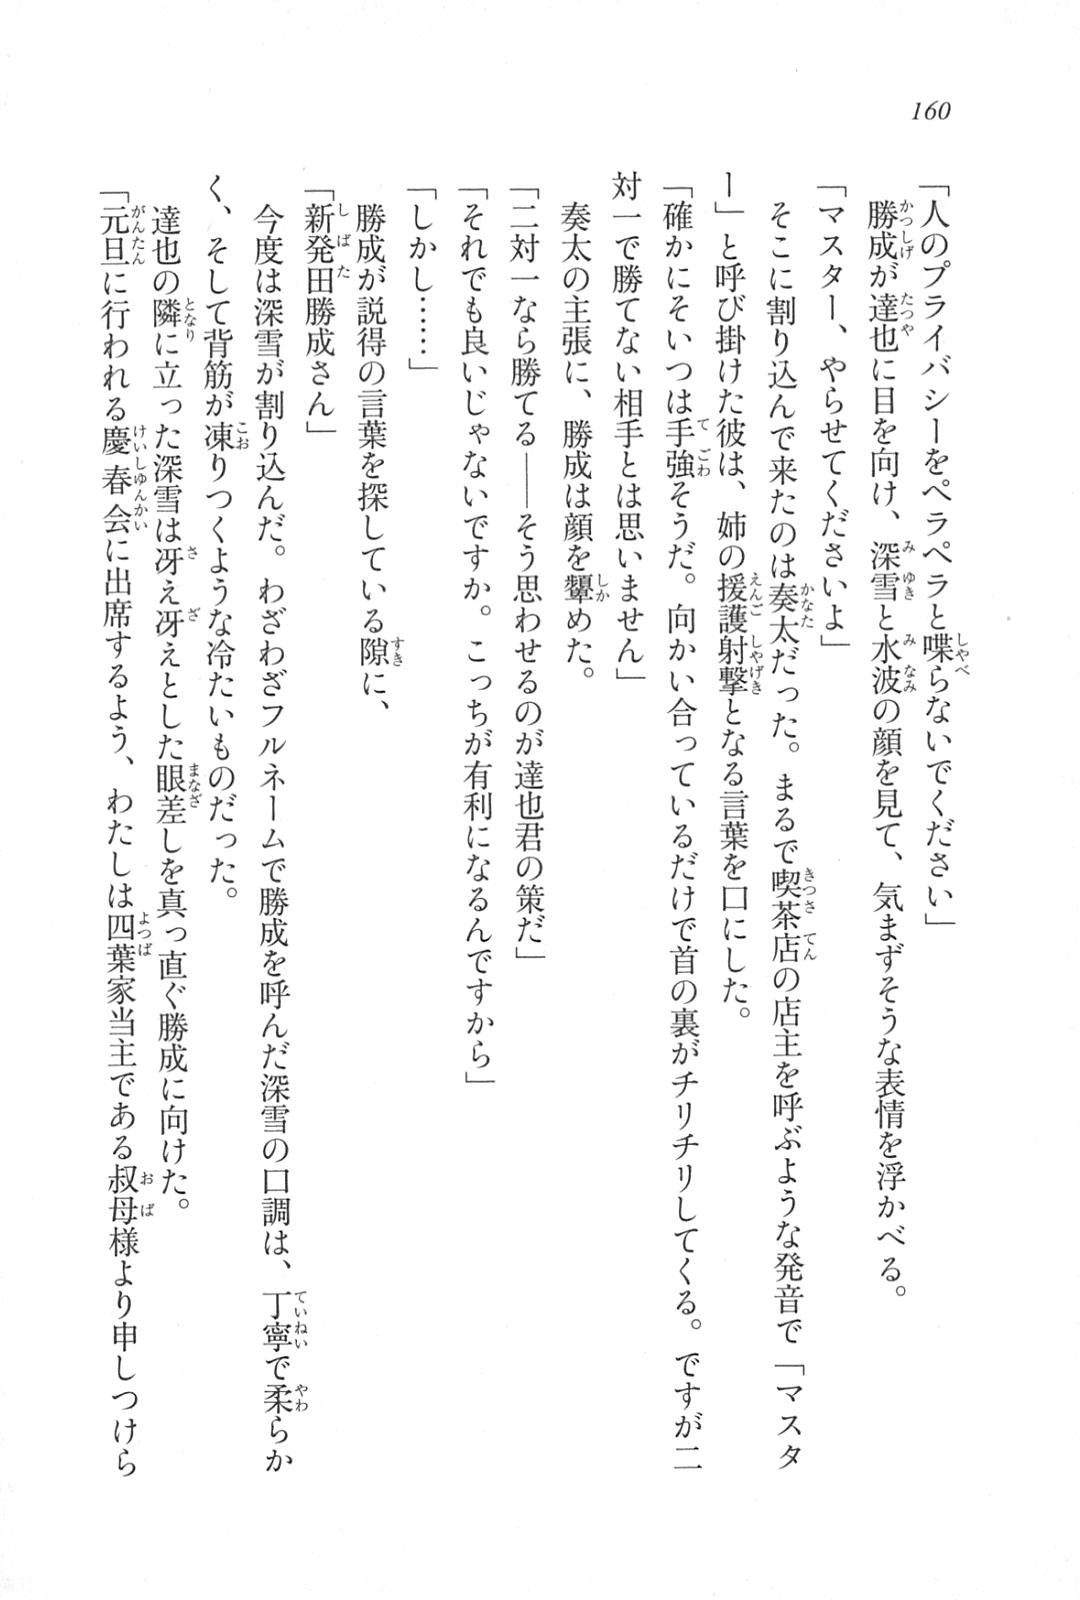 160
「人のプライバシーをペラペラと喋らないでください」
勝成が達也に目を向け、深雪と水波の顔を見て、気まずそうな表情を浮かべる。
「マスター、やらせてくださいよ」
そこに割り込んで来たのは奏太だった。まるで喫茶店の店主を呼ぶような発音で「マスタ
ー」と呼び掛けた彼は、姉の援護射撃となる言葉を口にした。
「確かにそいつは手強そうだ。向かい合っているだけで首の裏がチリチリしてくる。ですが二
対一で勝てない相手とは思いません」
奏太の主張に、勝成は顔を顰めた。
「二対一なら勝てる――そう思わせるのが達也君の策だ」
「それでも良いじゃないですか。こっちが有利になるんですから」
「しかし……」
勝成が説得の言葉を探している隙に、
「新発田勝成さん」
今度は深雪が割り込んだ。わざわざフルネームで勝成を呼んだ深雪の口調は、丁寧で柔らか
く、そして背筋が凍りつくような冷たいものだった。
達也の隣に立った深雪は冴え冴えとした眼差しを真っ直ぐ勝成に向けた。
「元旦に行われる慶春会に出席するよう、わたしは四葉家当主である叔母様より申しつけら